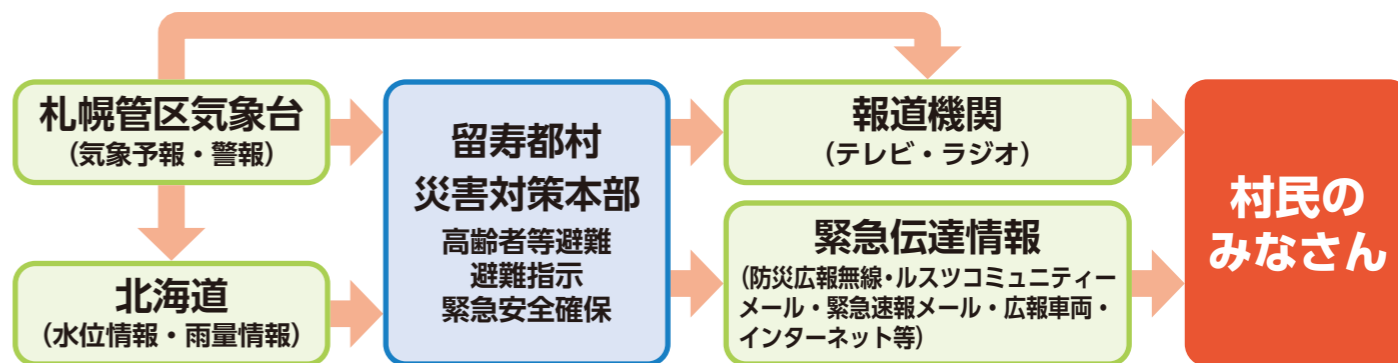 札幌管区気象台
（気象予報・警報）
北海道
（水位情報・雨量情報）
留寿都村
災害対策本部
高齢者等避難
避難指示
緊急安全確保
報道機関
（テレビ・ラジオ）
緊急伝達情報
（防災広報無線・ルスツコミュニティー
メール・緊急速報メール・広報車両・
インターネット等）
村民の
みなさん